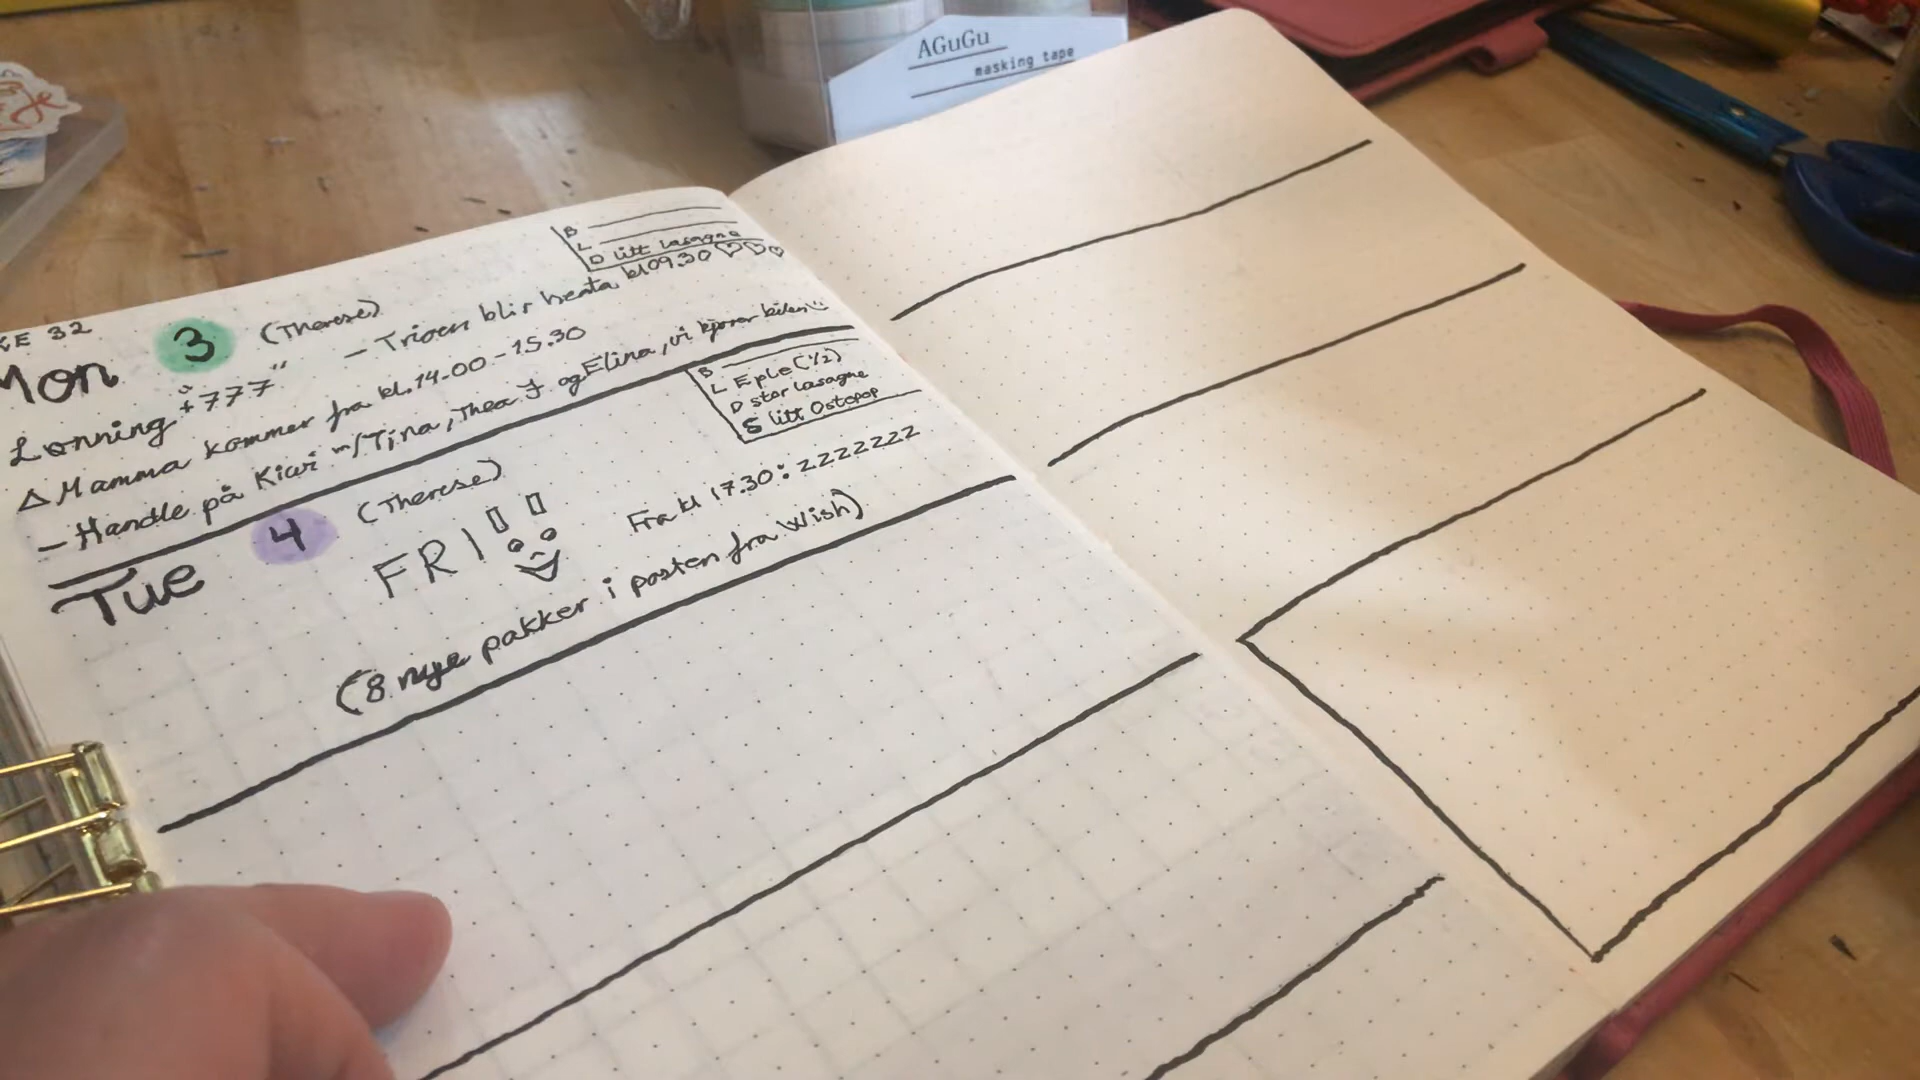 AGuGu
masking tape
KE 32
B
L
D litt lasagne
Mon 3 (Therese) - Trioen blir henta kl 09.30 ♡♡♡
Lønning "+777"
△ Mamma kommer fra kl. 14.00 - 15.30
- Handle på Kiwi m/Tina, Thea J og Elina, vi kjører bilen
B
L Eple (1/2)
D stor lasagne
S litt Ostepop
Tue 4 (Therese)
FRI!! Fra kl 17.30: zzzzzzz
(8 nye pakker i posten fra Wish)